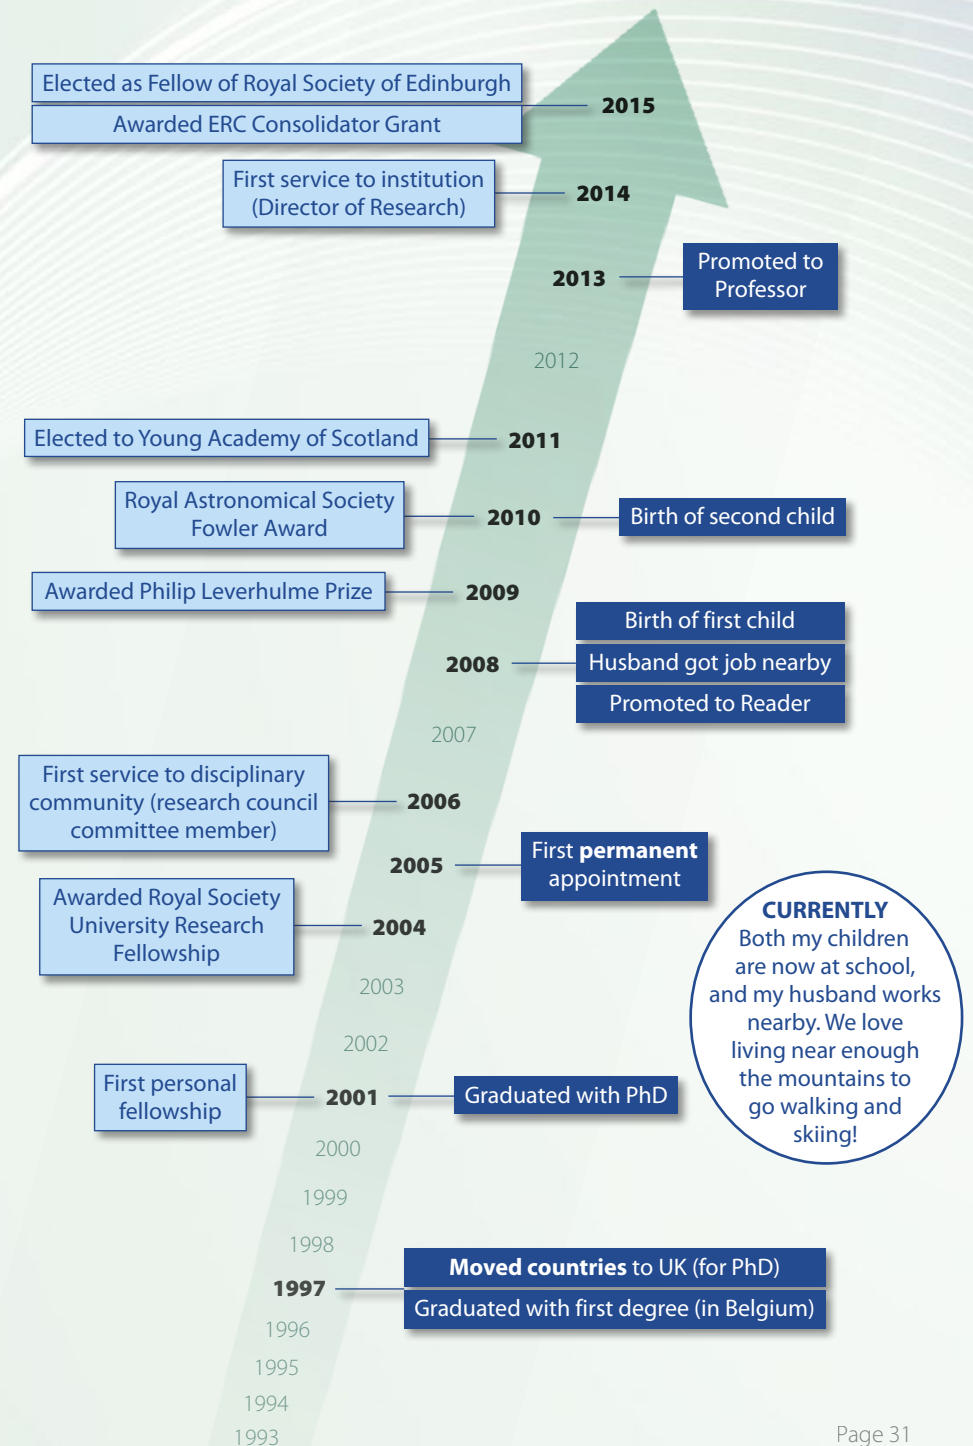 Elected as Fellow of Royal Society of Edinburgh
Awarded ERC Consolidator Grant
2015
First service to institution
(Director of Research)
2014
2013
Promoted to
Professor
2012
Elected to Young Academy of Scotland
2011
Royal Astronomical Society
Fowler Award
2010
Birth of second child
Awarded Philip Leverhulme Prize
2009
Birth of first child
2008
Husband got job nearby
Promoted to Reader
2007
First service to disciplinary
community (research council
committee member)
2006
2005
First permanent
appointment
Awarded Royal Society
University Research
Fellowship
2004
CURRENTLY
Both my children
are now at school,
and my husband works
nearby. We love
living near enough
the mountains to
go walking and
skiing!
2003
2002
First personal
fellowship
2001
Graduated with PhD
2000
1999
1998
1997
Moved countries to UK (for PhD)
Graduated with first degree (in Belgium)
1996
1995
1994
1993
Page 31